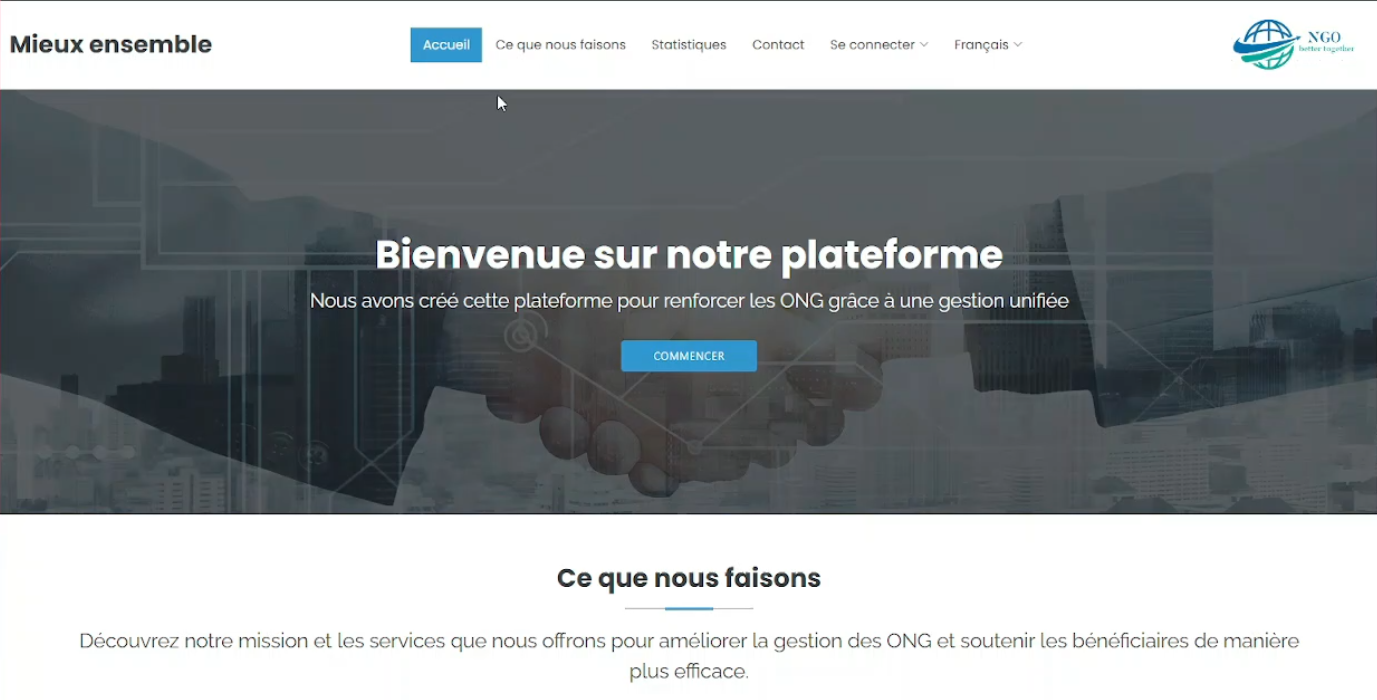 Mieux ensemble
Accueil
Ce que nous faisons
Statistiques
Contact
Se connecter
Français
NGO
better together
Bienvenue sur notre plateforme
Nous avons créé cette plateforme pour renforcer les ONG grâce à une gestion unifiée
COMMENCER
Ce que nous faisons
Découvrez notre mission et les services que nous offrons pour améliorer la gestion des ONG et soutenir les bénéficiaires de manière
plus efficace.